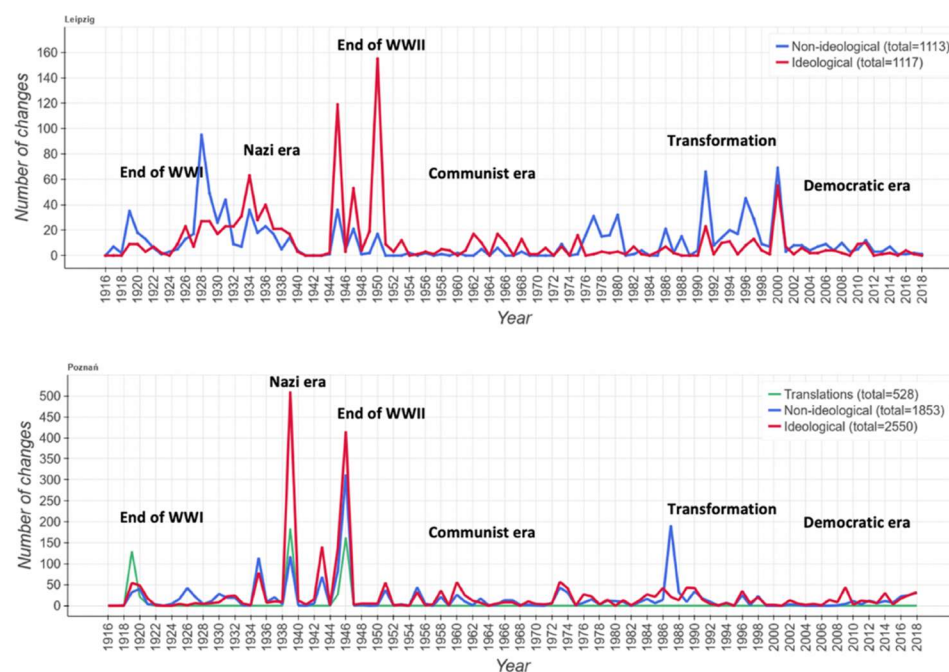 Leipzig
Number of changes
160
140
120
100
80
60
40
20
0
End of WWI
Nazi era
End of WWII
Communist era
Transformation
Democratic era
Non-ideological (total=1113)
Ideological (total=1117)
1916 1918 1920 1922 1924 1926 1928 1930 1932 1934 1936 1938 1940 1942 1944 1946 1948 1950 1952 1954 1956 1958 1960 1962 1964 1966 1968 1970 1972 1974 1976 1978 1980 1982 1984 1986 1988 1990 1992 1994 1996 1998 2000 2002 2004 2006 2008 2010 2012 2014 2016 2018
Year
Poznań
Number of changes
500
450
400
350
300
250
200
150
100
50
0
End of WWI
Nazi era
End of WWII
Communist era
Transformation
Democratic era
Translations (total=528)
Non-ideological (total=1853)
Ideological (total=2550)
1916 1918 1920 1922 1924 1926 1928 1930 1932 1934 1936 1938 1940 1942 1944 1946 1948 1950 1952 1954 1956 1958 1960 1962 1964 1966 1968 1970 1972 1974 1976 1978 1980 1982 1984 1986 1988 1990 1992 1994 1996 1998 2000 2002 2004 2006 2008 2010 2012 2014 2016 2018
Year